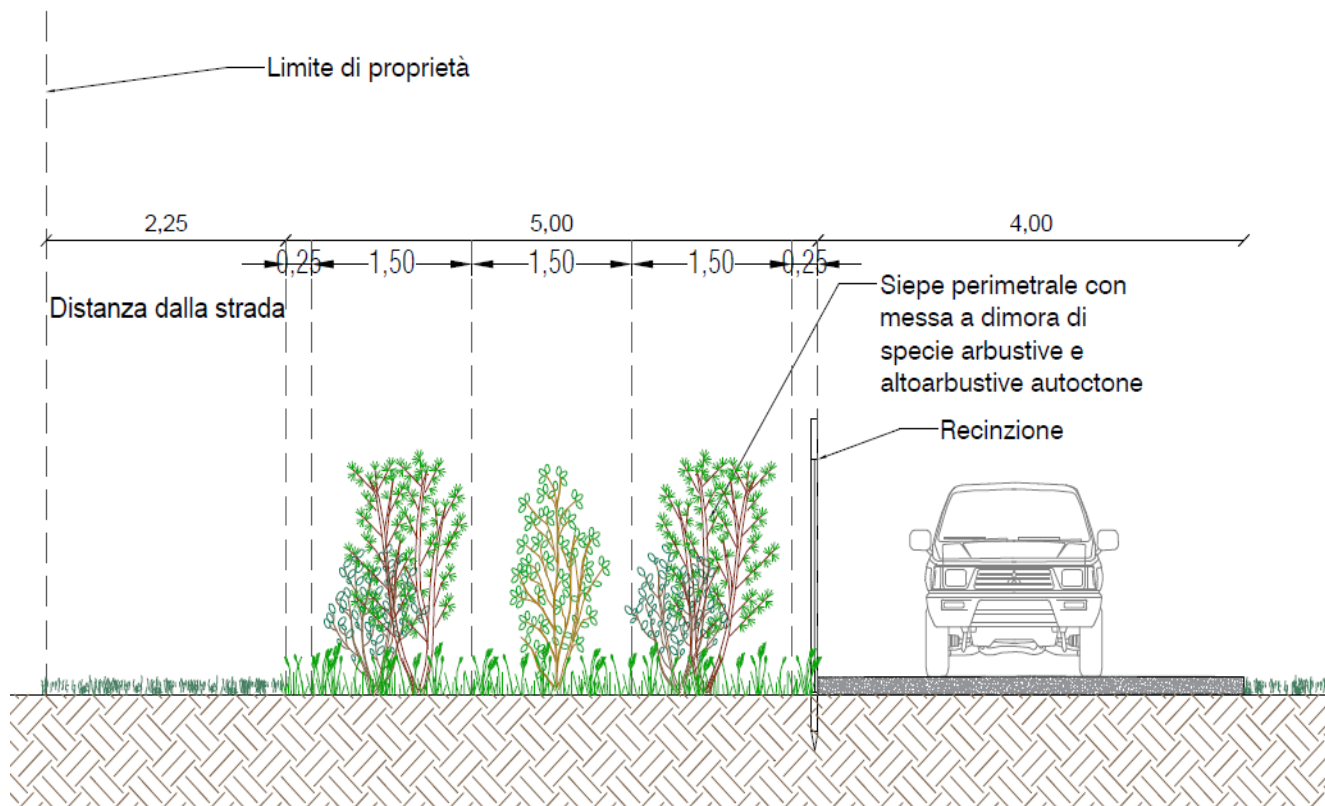 Limite di proprietà
2,25
5,00
4,00
0,25
1,50
1,50
1,50
0,25
Distanza dalla strada
Siepe perimetrale con
messa a dimora di
specie arbustive e
altoarbustive autoctone
Recinzione